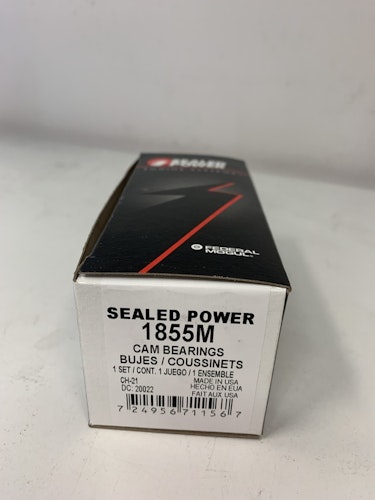 SEALED
POWER
FEDERAL
MOGUL
SEALED POWER
1855M
CAM BEARINGS
BUJES / COUSSINETS
1 SET / CONT. 1 JUEGO / 1 ENSEMBLE
CH-21 MADE IN USA
DC: 20022 HECHO EN EUA
FAIT AUX USA
7 24956 71156 7